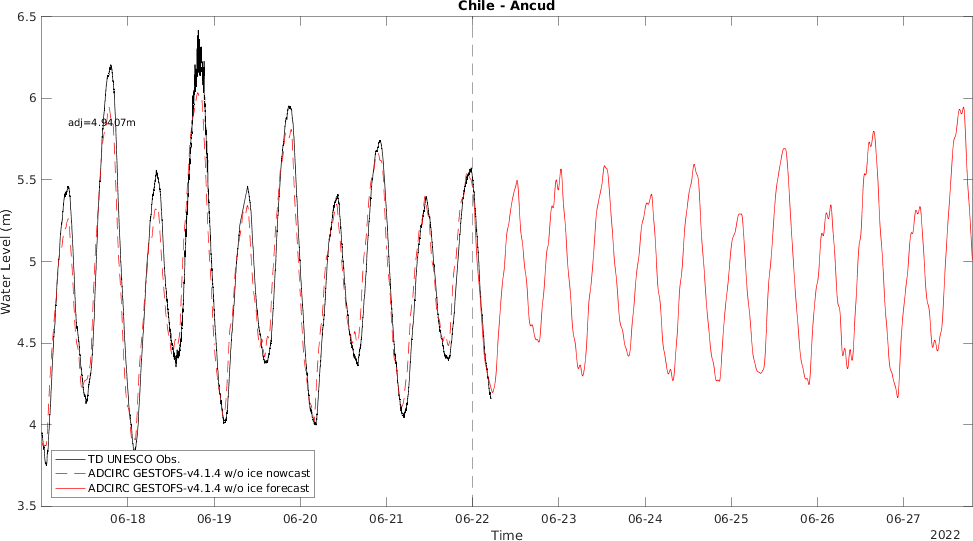 Chile - Ancud
6.5
6
adj=4.9407m
5.5
5
4.5
4
3.5
Water Level (m)
TD UNESCO Obs.
ADCIRC GESTOFS-v4.1.4 w/o ice nowcast
ADCIRC GESTOFS-v4.1.4 w/o ice forecast
06-18 06-19 06-20 06-21 06-22 06-23 06-24 06-25 06-26 06-27
Time
2022